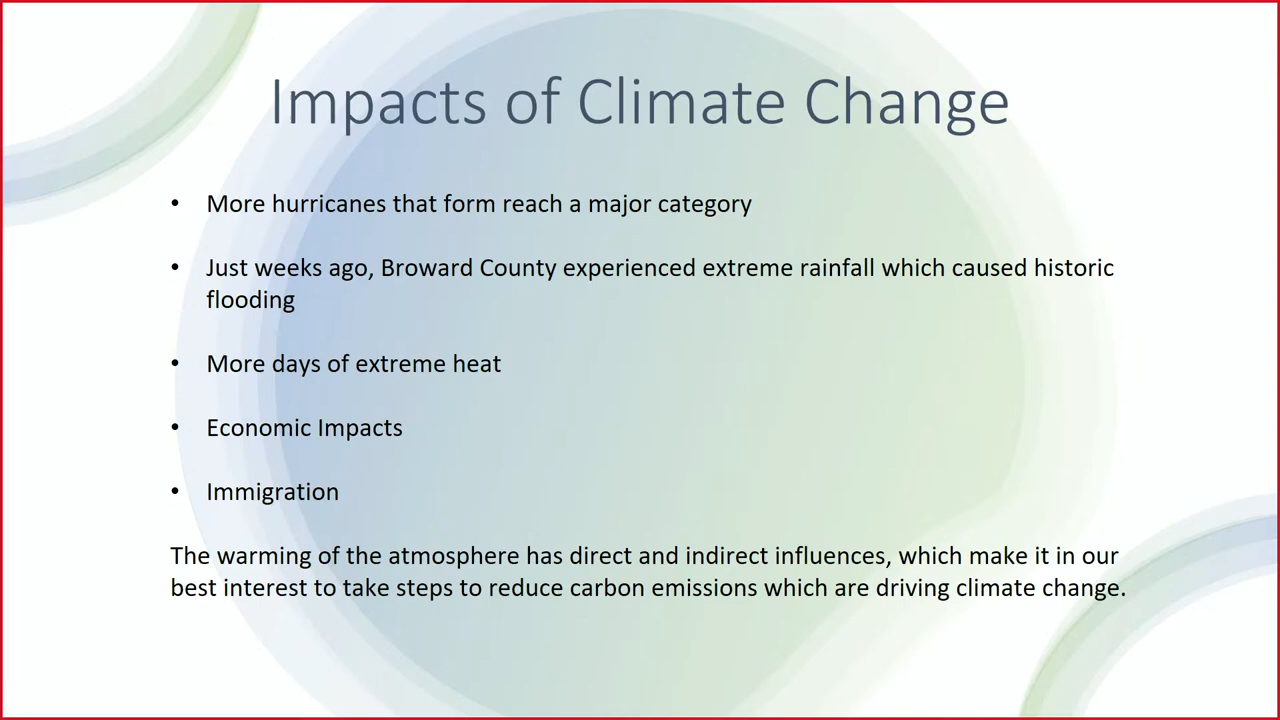 Impacts of Climate Change
• More hurricanes that form reach a major category
• Just weeks ago, Broward County experienced extreme rainfall which caused historic
flooding
• More days of extreme heat
• Economic Impacts
• Immigration
The warming of the atmosphere has direct and indirect influences, which make it in our
best interest to take steps to reduce carbon emissions which are driving climate change.